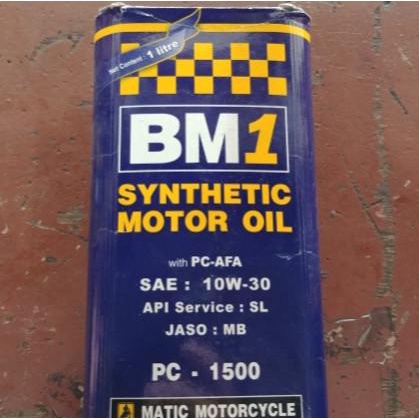 Net Content : 1 litre
BM1
SYNTHETIC
MOTOR OIL
with PC-AFA
SAE : 10W-30
API Service : SL
JASO : MB
PC - 1500
MATIC MOTORCYCLE